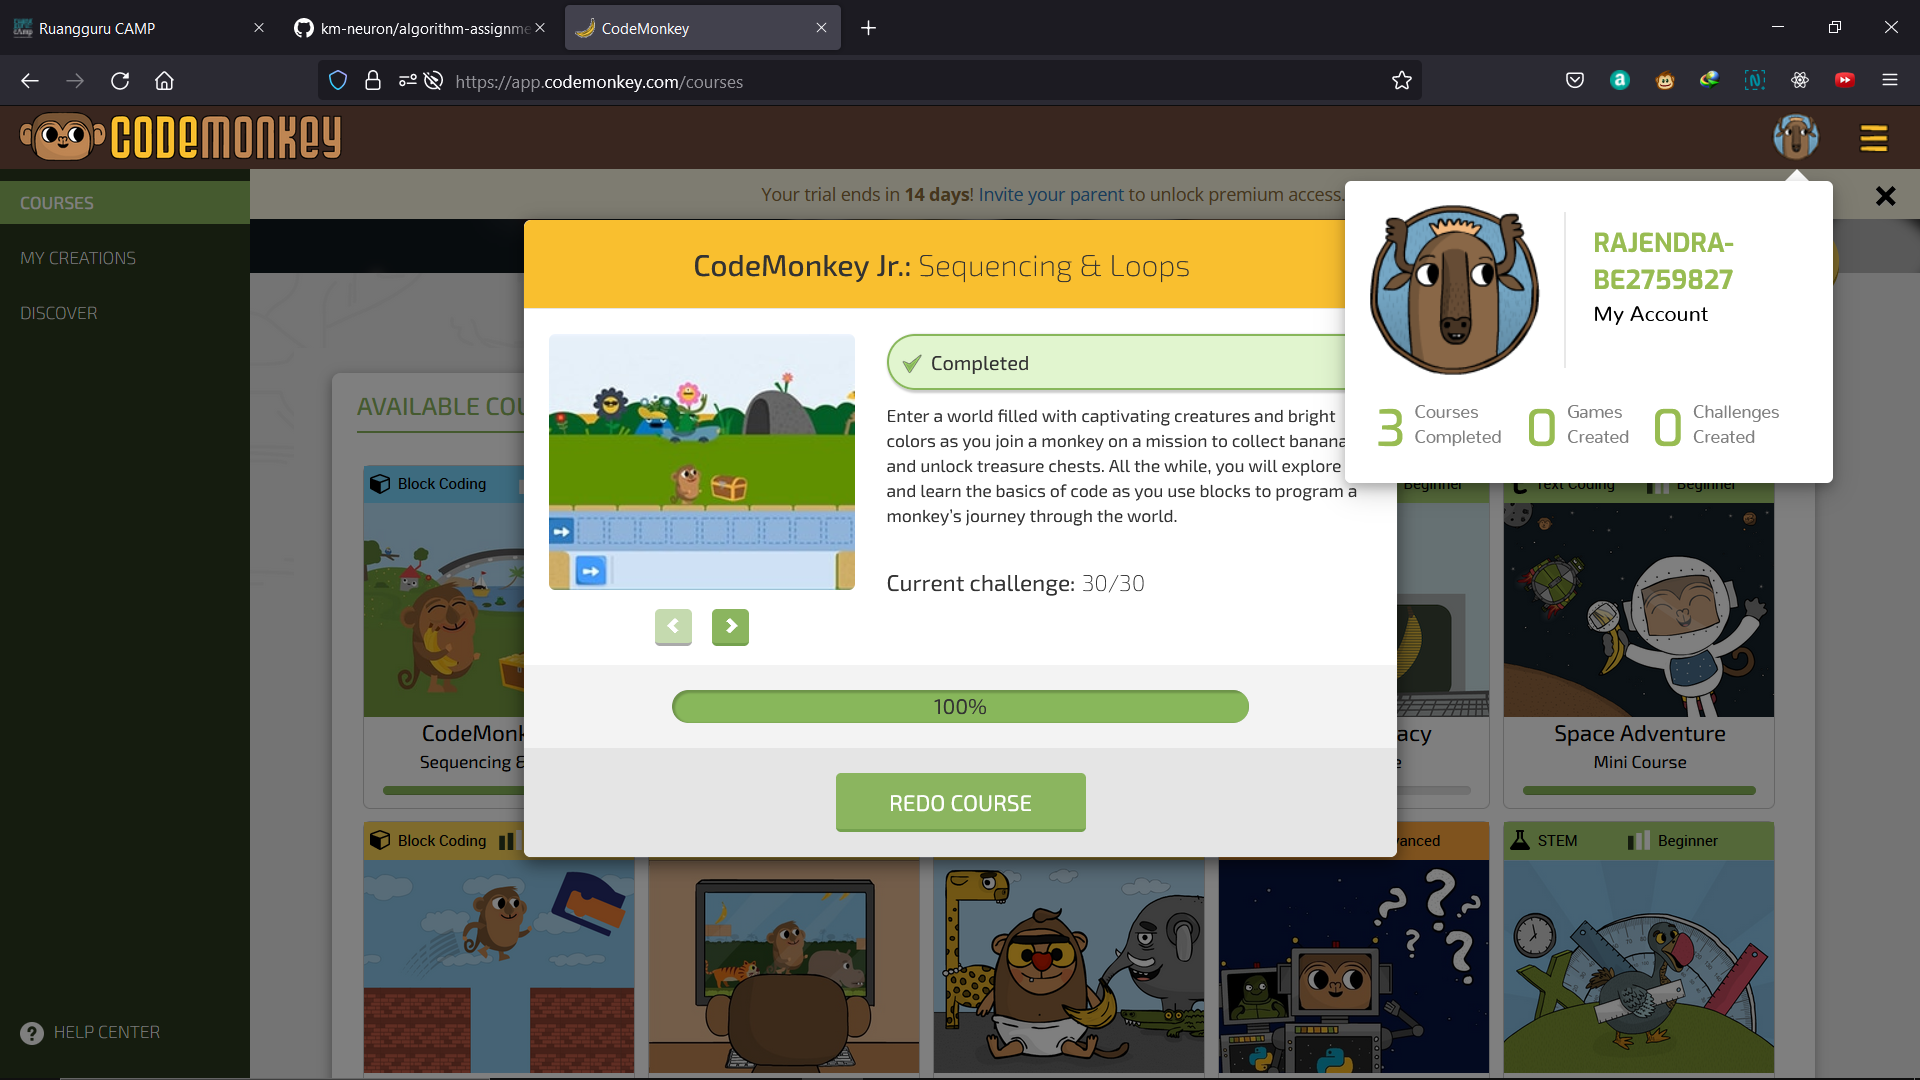 Ruangguru CAMP
km-neuron/algorithm-assignme
CodeMonkey
https://app.codemonkey.com/courses
CODEMONKEY
COURSES
MY CREATIONS
DISCOVER
HELP CENTER
Your trial ends in 14 days! Invite your parent to unlock premium access.
RAJENDRA-
BE2759827
My Account
3 Courses Completed
0 Games Created
0 Challenges Created
CodeMonkey Jr.: Sequencing & Loops
Completed
Enter a world filled with captivating creatures and bright
colors as you join a monkey on a mission to collect banana
and unlock treasure chests. All the while, you will explore
and learn the basics of code as you use blocks to program a
monkey's journey through the world.
Current challenge: 30/30
100%
REDO COURSE
AVAILABLE COU
Block Coding
Beginner
Text Coding
Beginner
CodeMonk
Sequencing &
acy
Space Adventure
Mini Course
Block Coding
anced
STEM
Beginner